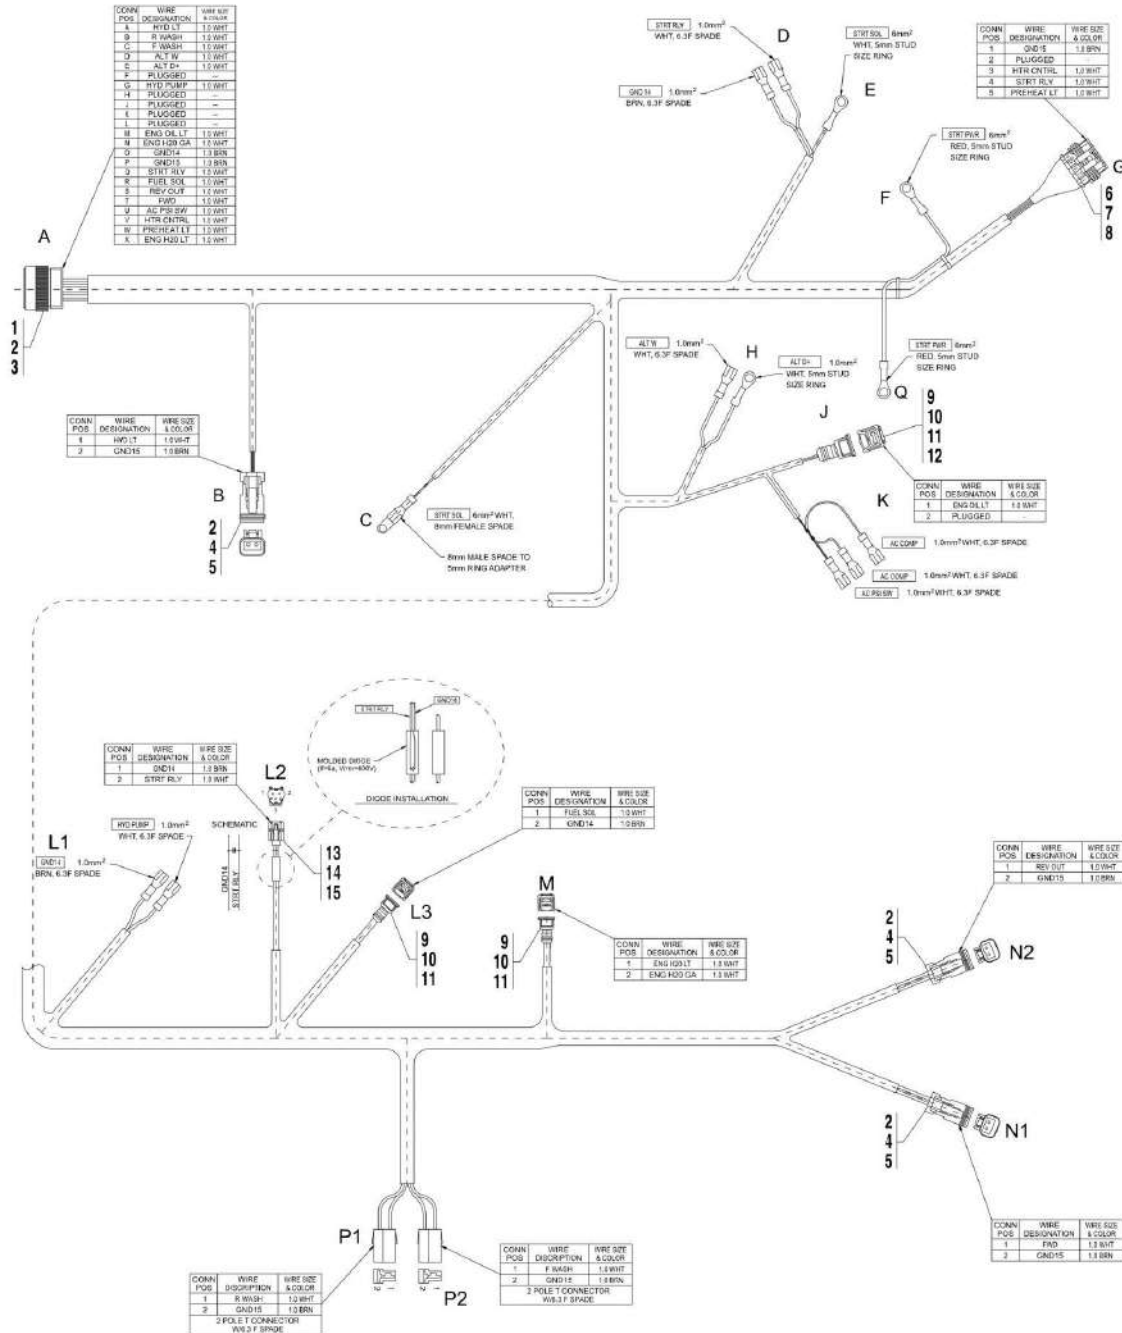 CONN POS WIRE DESIGNATION WIRE SIZE & COLOR
A HYD LT 1.0 WHT
B R WASH 1.0 WHT
C F WASH 1.0 WHT
D ALT W 1.0 WHT
E ALT D+ 1.0 WHT
F PLUGGED --
G HYD PUMP 1.0 WHT
H PLUGGED --
J PLUGGED --
K PLUGGED --
L PLUGGED --
M ENG OIL LT 1.0 WHT
N ENG H20 GA 1.0 WHT
O GND14 1.0 BRN
P GND15 1.0 BRN
Q STRT RLY 1.0 WHT
R FUEL SOL 1.0 WHT
S REV OUT 1.0 WHT
T FWD 1.0 WHT
U AC PSI SW 1.0 WHT
V HTR CNTRL 1.0 WHT
W PREHEAT LT 1.0 WHT
X ENG H20 LT 1.0 WHT
A
1
2
3
STRT RLY 1.0mm²
WHT, 6.3F SPADE
D
GND14 1.0mm²
BRN, 6.3F SPADE
STRT SOL 6mm²
WHT, 5mm STUD
SIZE RING
E
CONN POS WIRE DESIGNATION WIRE SIZE & COLOR
1 GND15 1.0 BRN
2 PLUGGED -
3 HTR CNTRL 1.0 WHT
4 STRT RLY 1.0 WHT
5 PREHEAT LT 1.0 WHT
STRT PWR 6mm²
RED, 5mm STUD
SIZE RING
F
G
6
7
8
STRT PWR 6mm²
RED, 5mm STUD
SIZE RING
Q
CONN POS WIRE DESIGNATION WIRE SIZE & COLOR
1 HYD LT 1.0 WHT
2 GND15 1.0 BRN
B
2
4
5
C
STRT SOL 6mm² WHT,
8mm FEMALE SPADE
8mm MALE SPADE TO
5mm RING ADAPTER
ALT W 1.0mm²
WHT, 6.3F SPADE
H
ALT D+ 1.0mm²
WHT, 5mm STUD
SIZE RING
J
9
10
11
12
K
CONN POS WIRE DESIGNATION WIRE SIZE & COLOR
1 ENG OIL LT 1.0 WHT
2 PLUGGED -
AC COMP 1.0mm² WHT, 6.3F SPADE
AC COMP 1.0mm² WHT, 6.3F SPADE
AC PSI SW 1.0mm² WHT, 6.3F SPADE
STRT RLY
GND14
MOLDED DIODE
DIODE INSTALLATION
CONN POS WIRE DESIGNATION WIRE SIZE & COLOR
1 GND14 1.0 BRN
2 STRT RLY 1.0 WHT
L2
1 2
SCHEMATIC
GND14
STRT RLY
13
14
15
L1
HYD PUMP 1.0mm²
WHT, 6.3F SPADE
GND14 1.0mm²
BRN, 6.3F SPADE
CONN POS WIRE DESIGNATION WIRE SIZE & COLOR
1 FUEL SOL 1.0 WHT
2 GND14 1.0 BRN
L3
9
10
11
M
9
10
11
CONN POS WIRE DESIGNATION WIRE SIZE & COLOR
1 ENG H20 LT 1.0 WHT
2 ENG H20 GA 1.0 WHT
CONN POS WIRE DESIGNATION WIRE SIZE & COLOR
1 REV OUT 1.0 WHT
2 GND15 1.0 BRN
2
4
5
N2
2
4
5
N1
CONN POS WIRE DESIGNATION WIRE SIZE & COLOR
1 FWD 1.0 WHT
2 GND15 1.0 BRN
P1
2 1
CONN POS WIRE DISCRIPTION WIRE SIZE & COLOR
1 R WASH 1.0 WHT
2 GND15 1.0 BRN
2 POLE T CONNECTOR
W/6.3 F SPADE
P2
2 1
CONN POS WIRE DISCRIPTION WIRE SIZE & COLOR
1 F WASH 1.0 WHT
2 GND15 1.0 BRN
2 POLE T CONNECTOR
W/6.3 F SPADE